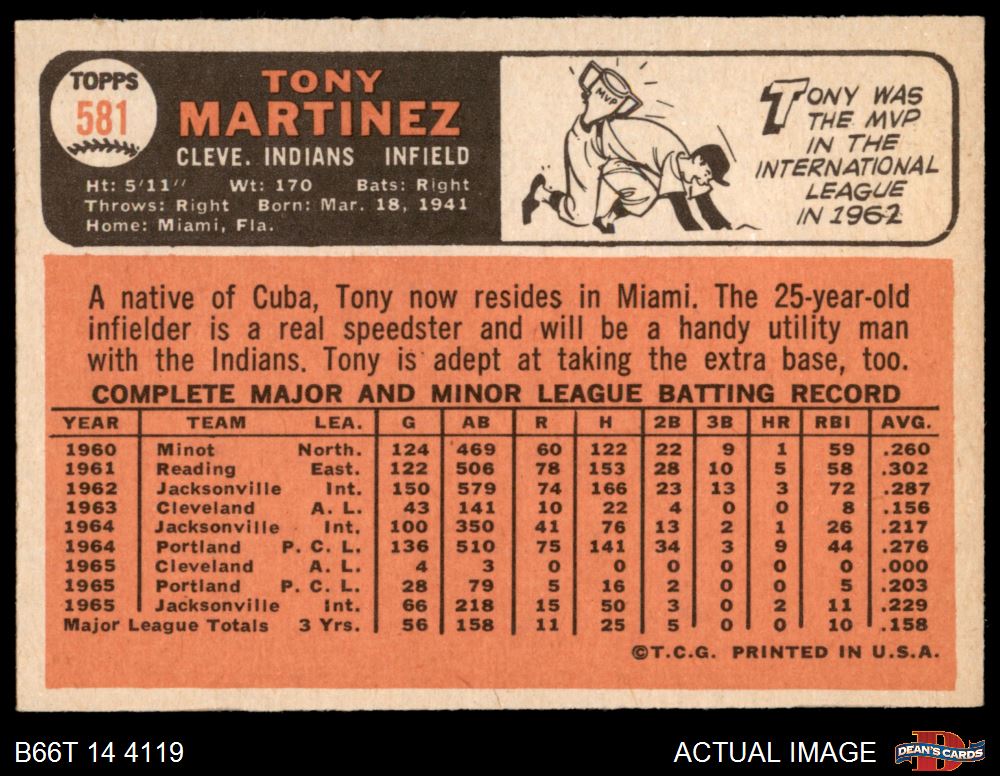 TOPPS
581
TONY
MARTINEZ
CLEVE. INDIANS INFIELD
Ht: 5'11" Wt: 170 Bats: Right
Throws: Right Born: Mar. 18, 1941
Home: Miami, Fla.
MVP
TONY WAS
THE MVP
IN THE
INTERNATIONAL
LEAGUE
IN 1962
A native of Cuba, Tony now resides in Miami. The 25-year-old
infielder is a real speedster and will be a handy utility man
with the Indians. Tony is adept at taking the extra base, too.
COMPLETE MAJOR AND MINOR LEAGUE BATTING RECORD
YEAR TEAM LEA. G AB R H 2B 3B HR RBI AVG.
1960 Minot North. 124 469 60 122 22 9 1 59 .260
1961 Reading East. 122 506 78 153 28 10 5 58 .302
1962 Jacksonville Int. 150 579 74 166 23 13 3 72 .287
1963 Cleveland A. L. 43 141 10 22 4 0 0 8 .156
1964 Jacksonville Int. 100 350 41 76 13 2 1 26 .217
1964 Portland P. C. L. 136 510 75 141 34 3 9 44 .276
1965 Cleveland A. L. 4 3 0 0 0 0 0 0 .000
1965 Portland P. C. L. 28 79 5 16 2 0 0 5 .203
1965 Jacksonville Int. 66 218 15 50 3 0 2 11 .229
Major League Totals 3 Yrs. 56 158 11 25 5 0 0 10 .158
©T.C.G. PRINTED IN U.S.A.
B66T 14 4119
ACTUAL IMAGE
DEAN'S CARDS